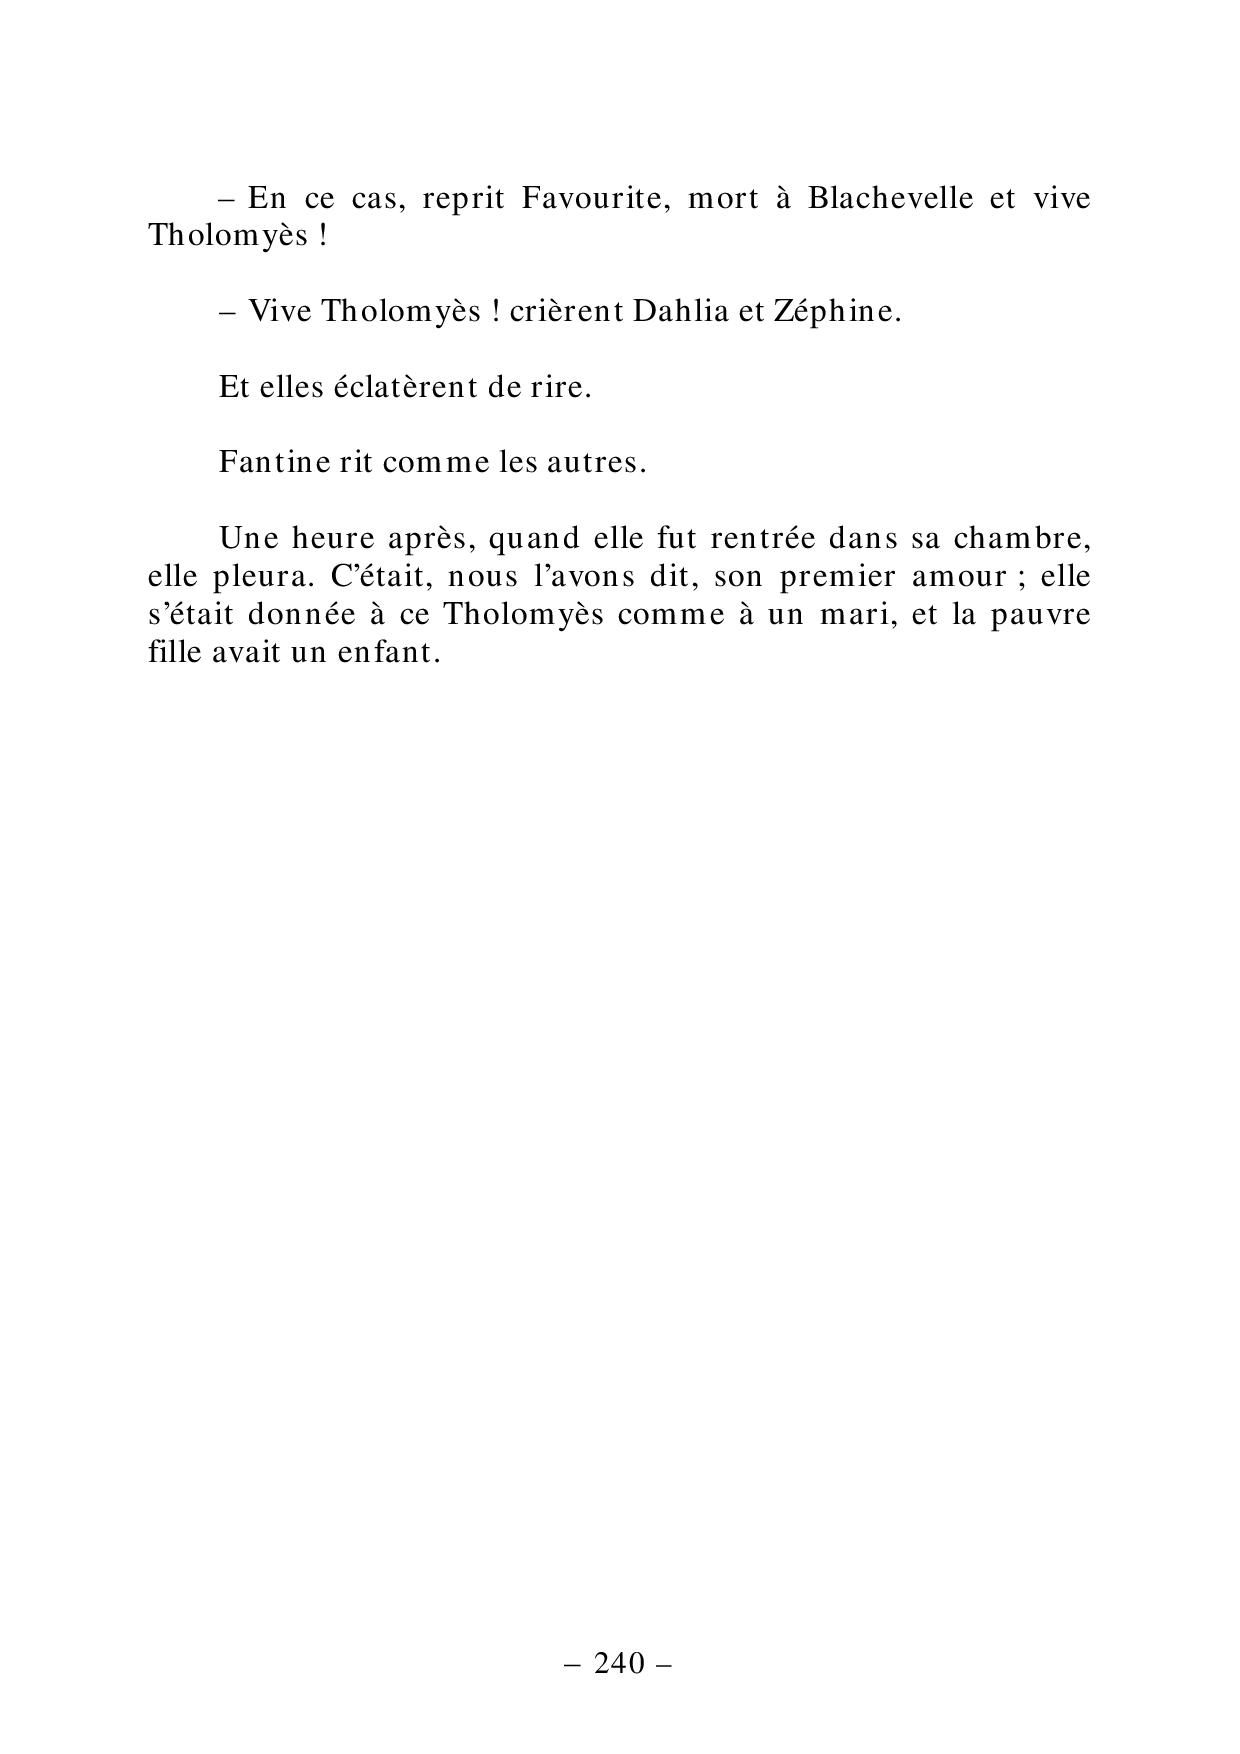 – En ce cas, reprit Favourite, mort à Blachevelle et vive
Tholomyès !
– Vive Tholomyès ! crièrent Dahlia et Zéphine.
Et elles éclatèrent de rire.
Fantine rit comme les autres.
Une heure après, quand elle fut rentrée dans sa chambre,
elle pleura. C’était, nous l’avons dit, son premier amour ; elle
s’était donnée à ce Tholomyès comme à un mari, et la pauvre
fille avait un enfant.
– 240 –